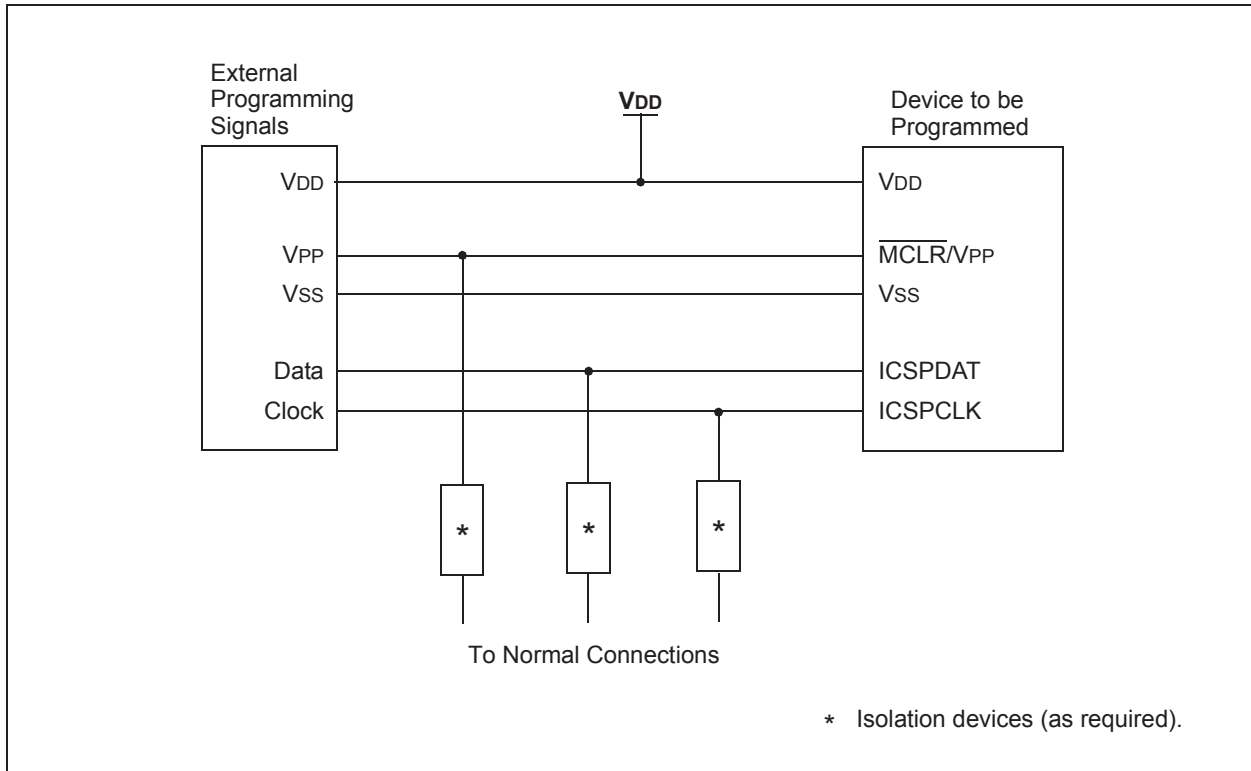 External
Programming
Signals
VDD
Device to be
Programmed
VDD
VDD
VPP
MCLR/VPP
VSS
VSS
Data
ICSPDAT
Clock
ICSPCLK
* * *
To Normal Connections
* Isolation devices (as required).